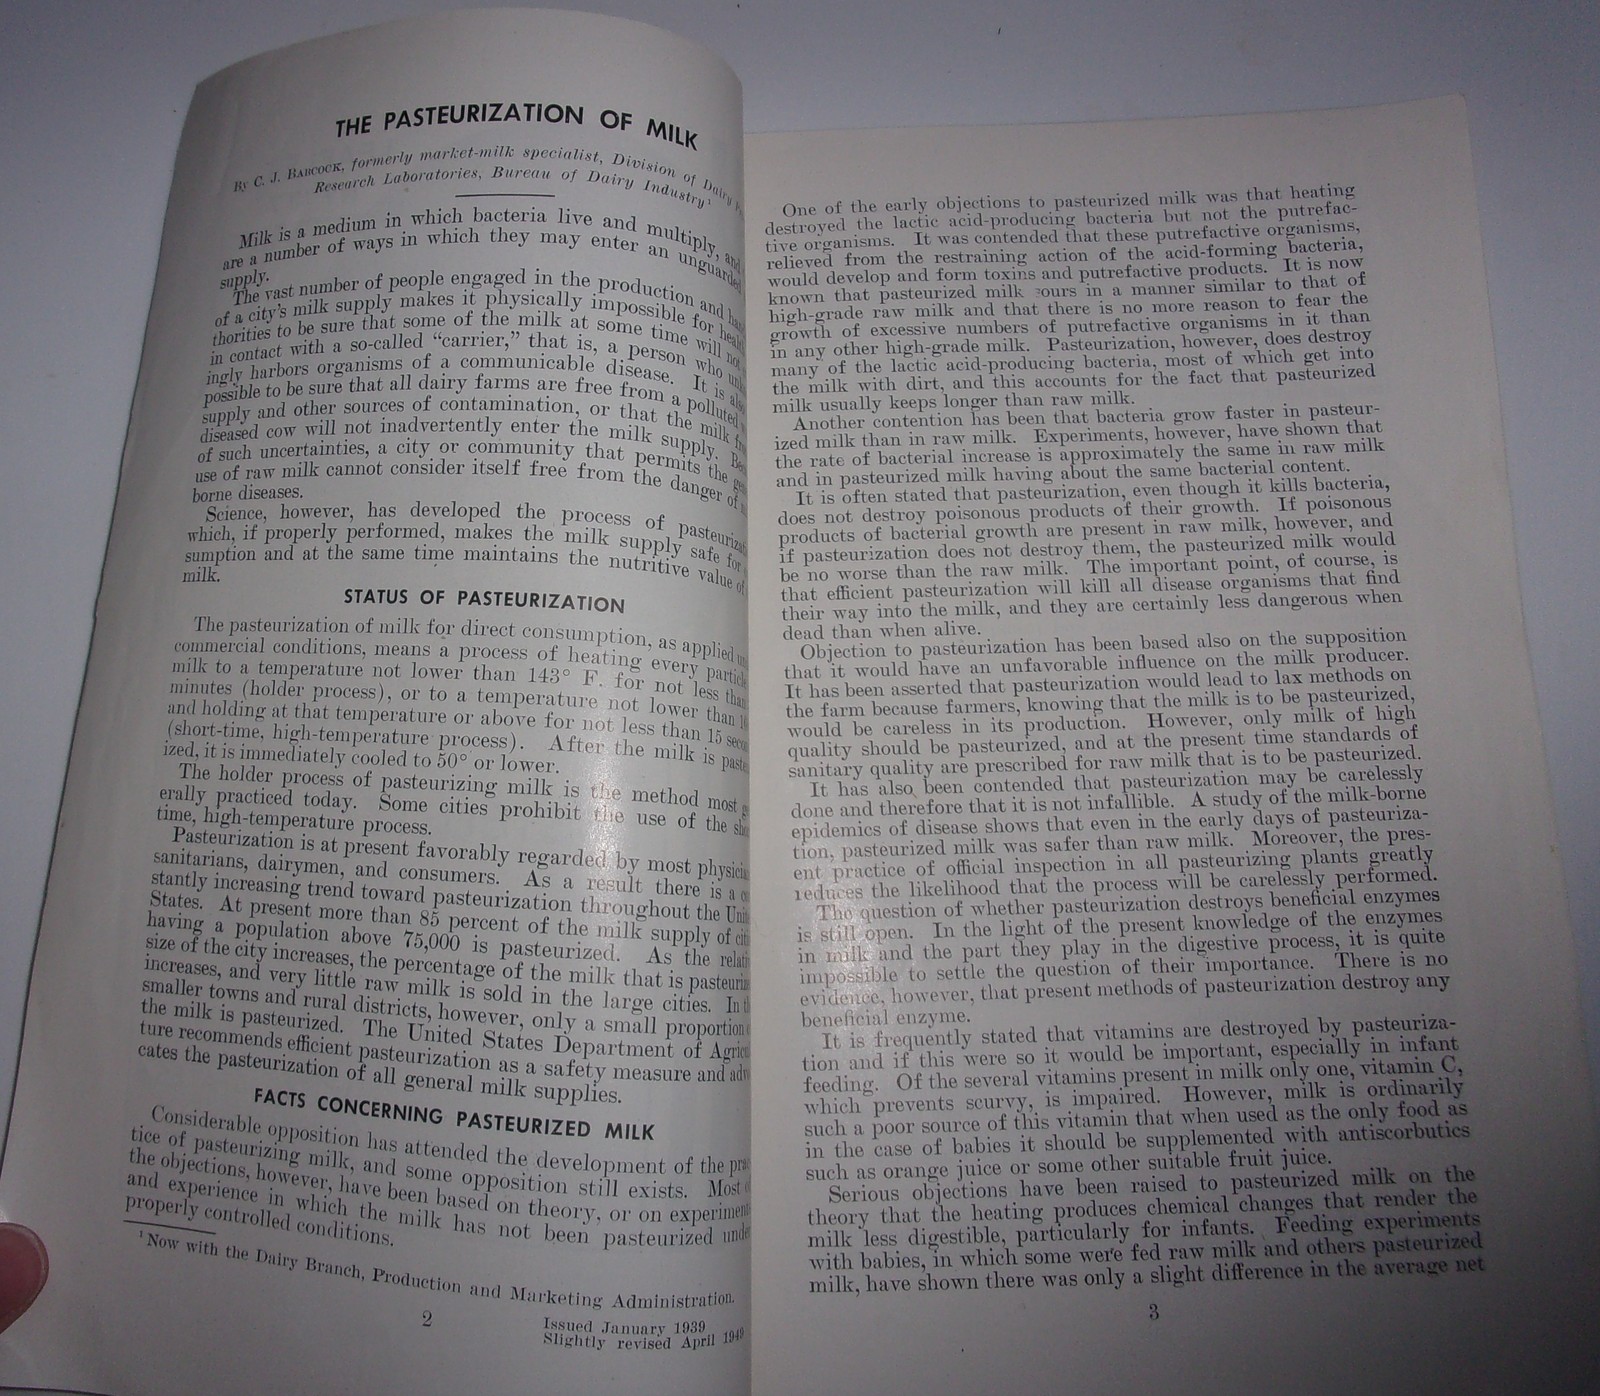 THE PASTEURIZATION OF MILK
By C. J. BABCOCK, formerly market-milk specialist, Division of Dairy
Research Laboratories, Bureau of Dairy Industry¹
Milk is a medium in which bacteria live and multiply, and
are a number of ways in which they may enter an unguarded
supply.
The vast number of people engaged in the production and
of a city's milk supply makes it physically impossible for
thorities to be sure that some of the milk at some time will not
in contact with a so-called "carrier," that is, a person who
ingly harbors organisms of a communicable disease. It is
possible to be sure that all dairy farms are free from a polluted
supply and other sources of contamination, or that the milk
diseased cow will not inadvertently enter the milk supply.
of such uncertainties, a city or community that permits the
use of raw milk cannot consider itself free from the danger of
borne diseases.
Science, however, has developed the process of
which, if properly performed, makes the milk supply safe for
sumption and at the same time maintains the nutritive value of
milk.
STATUS OF PASTEURIZATION
The pasteurization of milk for direct consumption, as applied
commercial conditions, means a process of heating every
milk to a temperature not lower than 143° F. for not less than
minutes (holder process), or to a temperature not lower than
and holding at that temperature or above for not less than 15
(short-time, high-temperature process). After the milk is
ized, it is immediately cooled to 50° or lower.
The holder process of pasteurizing milk is the method most
erally practiced today. Some cities prohibit the use of the
time, high-temperature process.
Pasteurization is at present favorably regarded by most
sanitarians, dairymen, and consumers. As a result there is a
stantly increasing trend toward pasteurization throughout the
States. At present more than 85 percent of the milk supply of
having a population above 75,000 is pasteurized. As the
size of the city increases, the percentage of the milk that is
increases, and very little raw milk is sold in the large cities. In
smaller towns and rural districts, however, only a small proportion
the milk is pasteurized. The United States Department of
ture recommends efficient pasteurization as a safety measure and
cates the pasteurization of all general milk supplies.
FACTS CONCERNING PASTEURIZED MILK
Considerable opposition has attended the development of the
tice of pasteurizing milk, and some opposition still exists. Most
the objections, however, have been based on theory, or on
and experience in which the milk has not been pasteurized
properly controlled conditions.
¹ Now with the Dairy Branch, Production and Marketing Administration.
2
Issued January 1939
Slightly revised April 1949
One of the early objections to pasteurized milk was that heating
destroyed the lactic acid-producing bacteria but not the putrefac-
tive organisms. It was contended that these putrefactive organisms,
relieved from the restraining action of the acid-forming bacteria,
would develop and form toxins and putrefactive products. It is now
known that pasteurized milk sours in a manner similar to that of
high-grade raw milk and that there is no more reason to fear the
growth of excessive numbers of putrefactive organisms in it than
in any other high-grade milk. Pasteurization, however, does destroy
many of the lactic acid-producing bacteria, most of which get into
the milk with dirt, and this accounts for the fact that pasteurized
milk usually keeps longer than raw milk.
Another contention has been that bacteria grow faster in pasteur-
ized milk than in raw milk. Experiments, however, have shown that
the rate of bacterial increase is approximately the same in raw milk
and in pasteurized milk having about the same bacterial content.
It is often stated that pasteurization, even though it kills bacteria,
does not destroy poisonous products of their growth. If poisonous
products of bacterial growth are present in raw milk, however, and
if pasteurization does not destroy them, the pasteurized milk would
be no worse than the raw milk. The important point, of course, is
that efficient pasteurization will kill all disease organisms that find
their way into the milk, and they are certainly less dangerous when
dead than when alive.
Objection to pasteurization has been based also on the supposition
that it would have an unfavorable influence on the milk producer.
It has been asserted that pasteurization would lead to lax methods on
the farm because farmers, knowing that the milk is to be pasteurized,
would be careless in its production. However, only milk of high
quality should be pasteurized, and at the present time standards of
sanitary quality are prescribed for raw milk that is to be pasteurized.
It has also been contended that pasteurization may be carelessly
done and therefore that it is not infallible. A study of the milk-borne
epidemics of disease shows that even in the early days of pasteuriza-
tion, pasteurized milk was safer than raw milk. Moreover, the pres-
ent practice of official inspection in all pasteurizing plants greatly
reduces the likelihood that the process will be carelessly performed.
The question of whether pasteurization destroys beneficial enzymes
is still open. In the light of the present knowledge of the enzymes
in milk and the part they play in the digestive process, it is quite
impossible to settle the question of their importance. There is no
evidence, however, that present methods of pasteurization destroy any
beneficial enzyme.
It is frequently stated that vitamins are destroyed by pasteuriza-
tion and if this were so it would be important, especially in infant
feeding. Of the several vitamins present in milk only one, vitamin C,
which prevents scurvy, is impaired. However, milk is ordinarily
such a poor source of this vitamin that when used as the only food as
in the case of babies it should be supplemented with antiscorbutics
such as orange juice or some other suitable fruit juice.
Serious objections have been raised to pasteurized milk on the
theory that the heating produces chemical changes that render the
milk less digestible, particularly for infants. Feeding experiments
with babies, in which some were fed raw milk and others pasteurized
milk, have shown there was only a slight difference in the average net
3